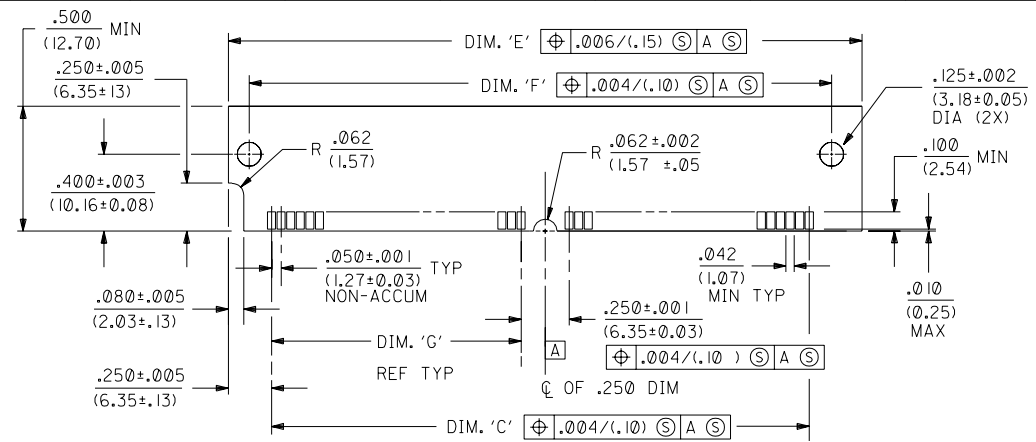 .500 MIN
(12.70)
DIM. 'E' ⌖ .006/(.15) Ⓢ A Ⓢ
.250±.005
(6.35±13)
DIM. 'F' ⌖ .004/(.10) Ⓢ A Ⓢ
.125±.002
(3.18±0.05)
DIA (2X)
R .062
(1.57)
R .062±.002
(1.57 ±.05
.100 MIN
(2.54)
.400±.003
(10.16±0.08)
.050±.001 TYP
(1.27±0.03)
NON-ACCUM
.042
(1.07)
MIN TYP
.010
(0.25)
MAX
.080±.005
(2.03±.13)
.250±.001
(6.35±0.03)
DIM. 'G'
REF TYP
A
⌖ .004/(.10 ) Ⓢ A Ⓢ
℄ OF .250 DIM
.250±.005
(6.35±.13)
DIM. 'C' ⌖ .004/(.10) Ⓢ A Ⓢ